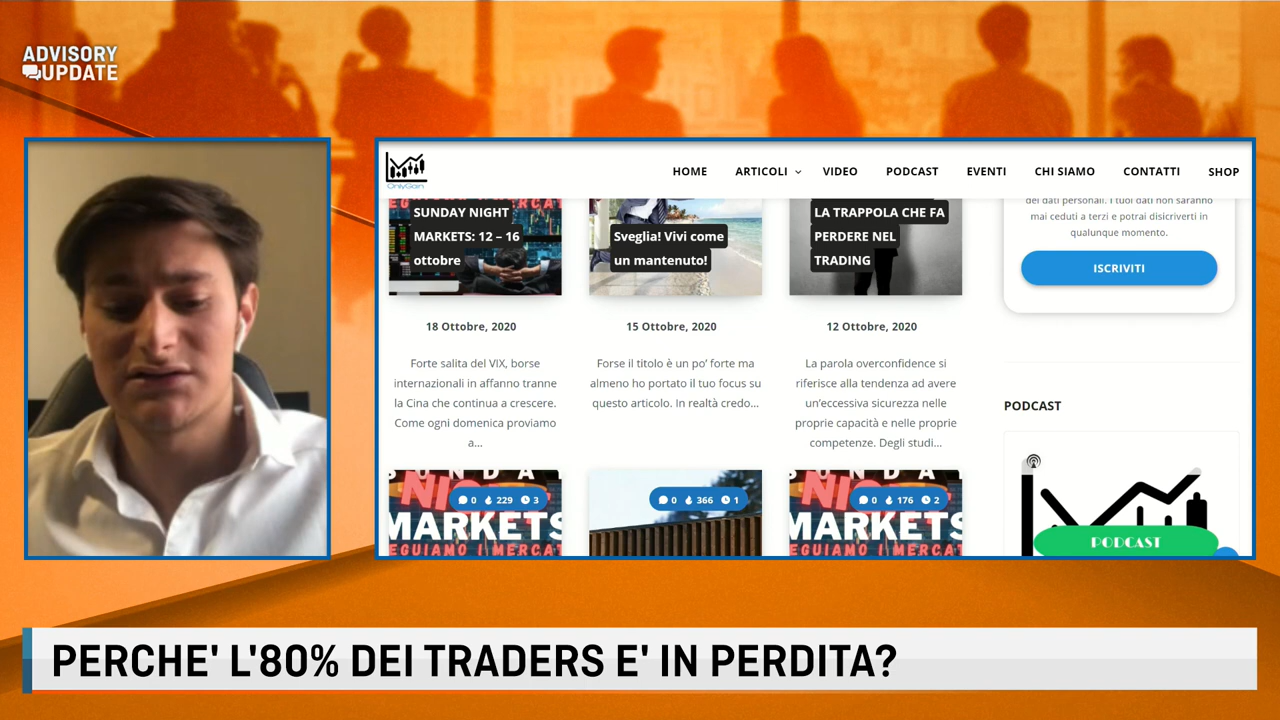 ADVISORY
UPDATE
OnlyGain
HOME
ARTICOLI
VIDEO
PODCAST
EVENTI
CHI SIAMO
CONTATTI
SHOP
SUNDAY NIGHT
MARKETS: 12 – 16
ottobre
18 Ottobre, 2020
Forte salita del VIX, borse
internazionali in affanno tranne
la Cina che continua a crescere.
Come ogni domenica proviamo
a...
Sveglia! Vivi come
un mantenuto!
15 Ottobre, 2020
Forse il titolo è un po’ forte ma
almeno ho portato il tuo focus su
questo articolo. In realtà credo...
LA TRAPPOLA CHE FA
PERDERE NEL
TRADING
12 Ottobre, 2020
La parola overconfidence si
riferisce alla tendenza ad avere
un’eccessiva sicurezza nelle
proprie capacità e nelle proprie
competenze. Degli studi...
dei dati personali. I tuoi dati non saranno
mai ceduti a terzi e potrai disicriverti in
qualunque momento.
ISCRIVITI
PODCAST
PODCAST
0 229 3
MARKETS
0 366 1
0 176 2
MARKETS
PERCHE' L'80% DEI TRADERS E' IN PERDITA?